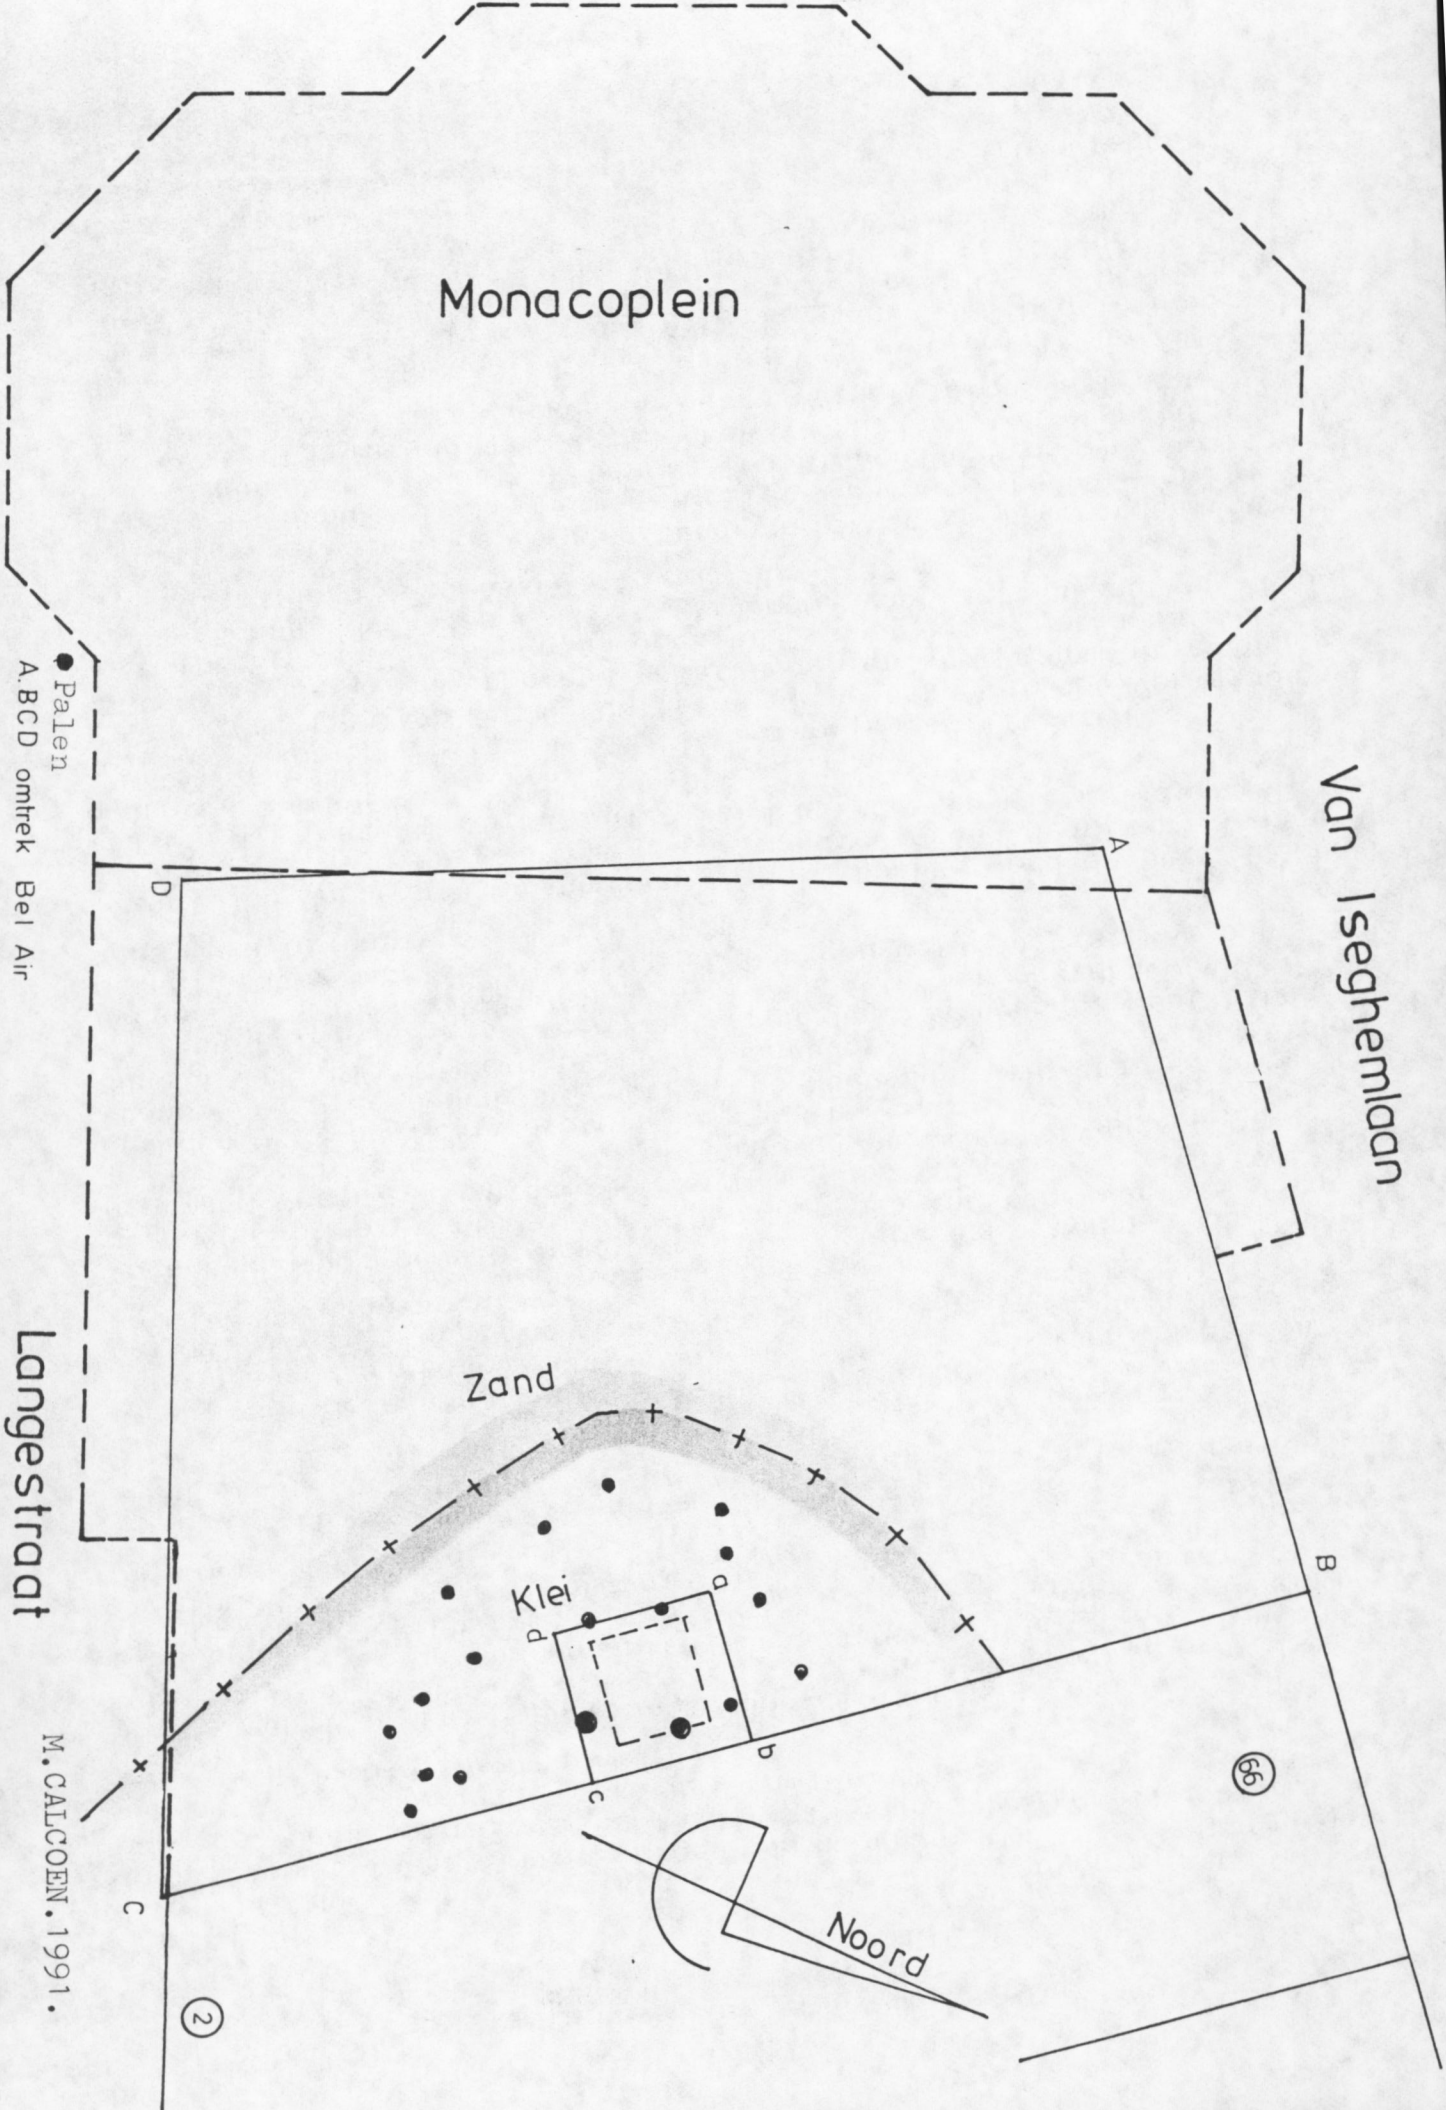 Monacoplein
Van Iseghemlaan
A
D
Palen
A.BCD omtrek Bel Air
Zand
B
Klei
a
d
b
c
66
Langestraat
Noord
C
M.CALCOEN.1991.
2